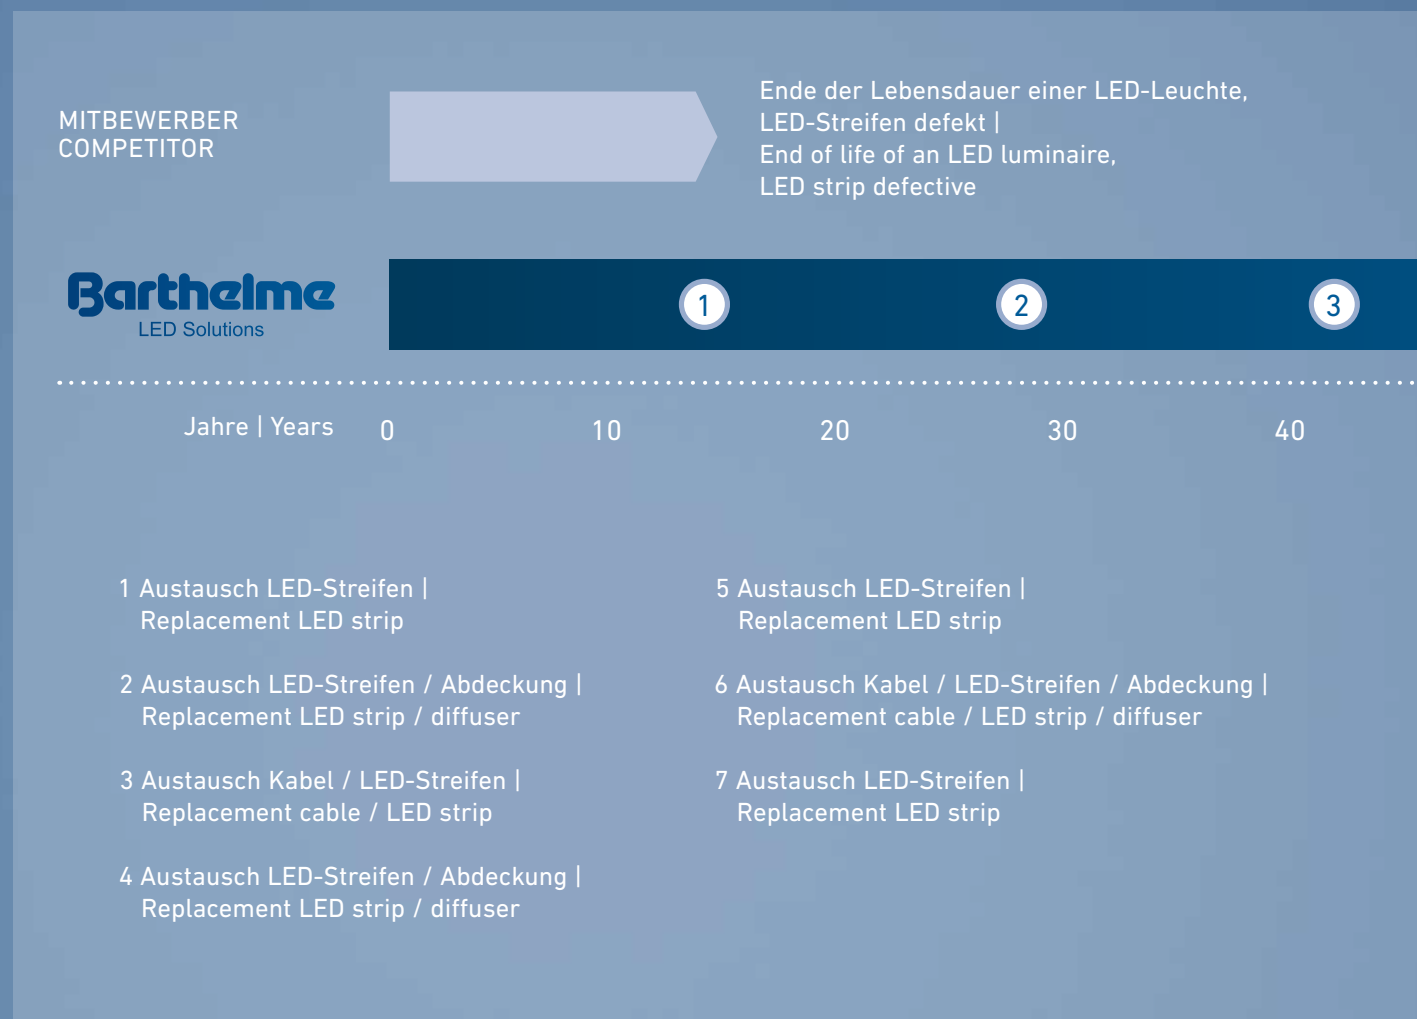 MITBEWERBER
COMPETITOR
Ende der Lebensdauer einer LED-Leuchte,
LED-Streifen defekt |
End of life of an LED luminaire,
LED strip defective
Barthelme
LED Solutions
1 2 3
Jahre | Years 0 10 20 30 40
1 Austausch LED-Streifen |
Replacement LED strip
2 Austausch LED-Streifen / Abdeckung |
Replacement LED strip / diffuser
3 Austausch Kabel / LED-Streifen |
Replacement cable / LED strip
4 Austausch LED-Streifen / Abdeckung |
Replacement LED strip / diffuser
5 Austausch LED-Streifen |
Replacement LED strip
6 Austausch Kabel / LED-Streifen / Abdeckung |
Replacement cable / LED strip / diffuser
7 Austausch LED-Streifen |
Replacement LED strip